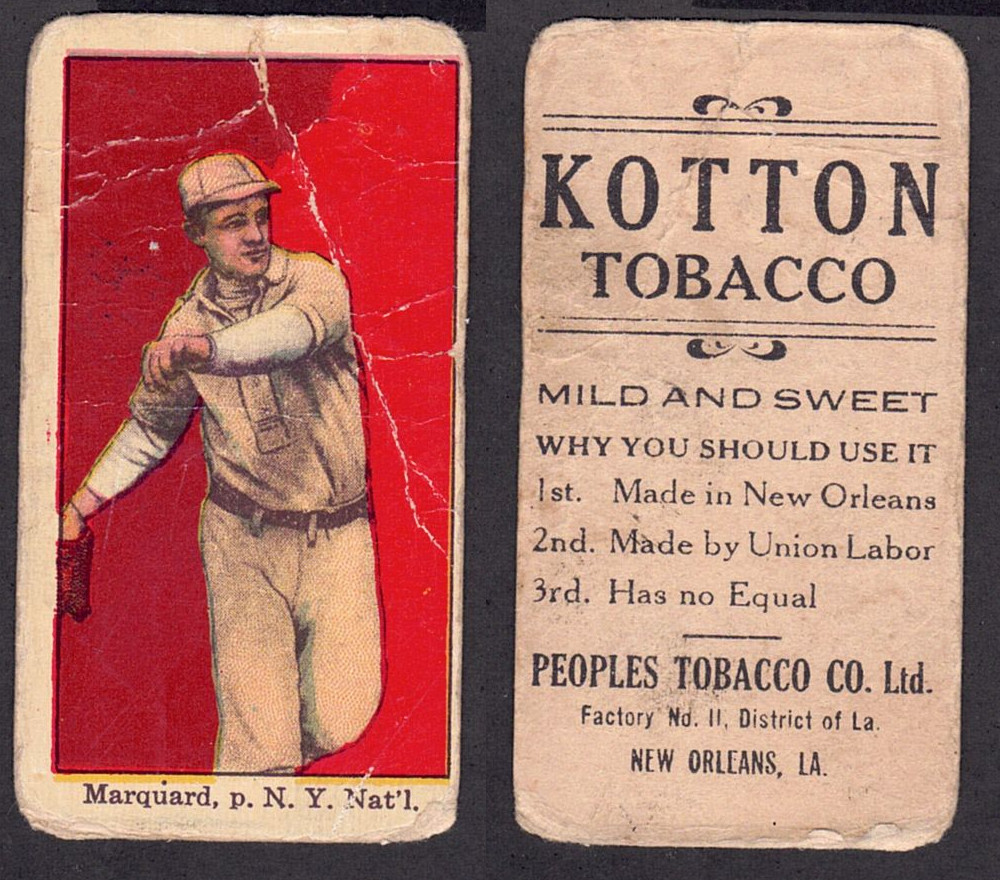 Marquard, p. N. Y. Nat'l.
KOTTON
TOBACCO
MILD AND SWEET
WHY YOU SHOULD USE IT
1st. Made in New Orleans
2nd. Made by Union Labor
3rd. Has no Equal
PEOPLES TOBACCO CO. Ltd.
Factory No. 11, District of La.
NEW ORLEANS, LA.